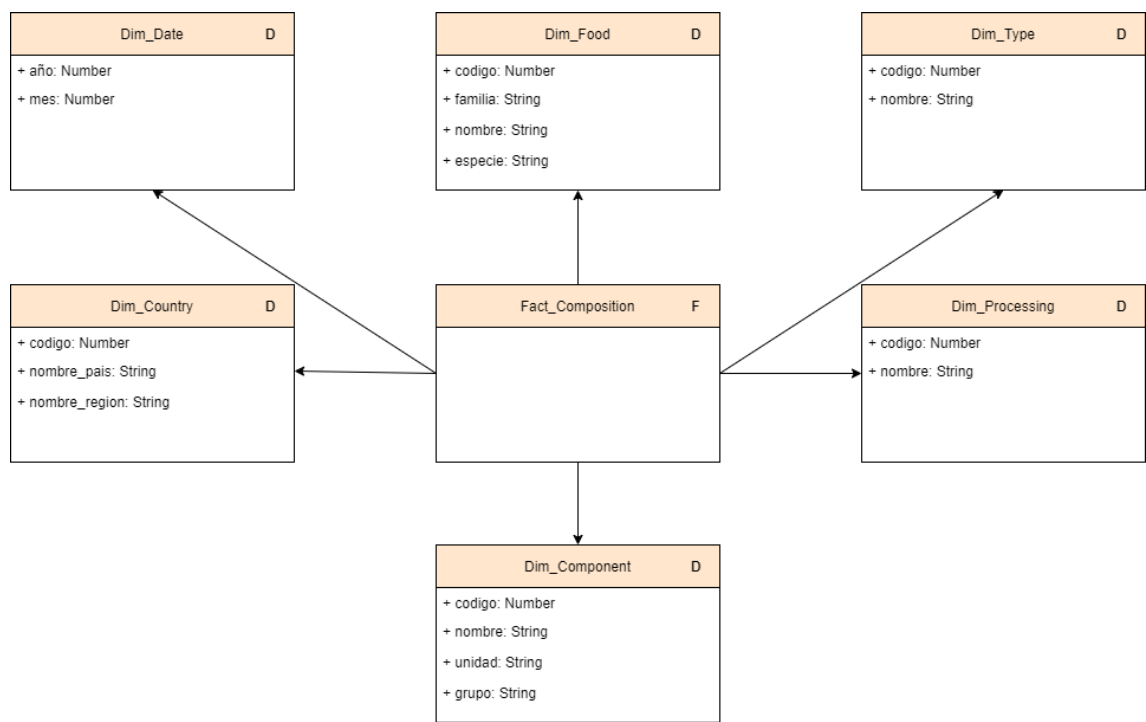 Dim_Date D
+ año: Number
+ mes: Number
Dim_Food D
+ codigo: Number
+ familia: String
+ nombre: String
+ especie: String
Dim_Type D
+ codigo: Number
+ nombre: String
Dim_Country D
+ codigo: Number
+ nombre_pais: String
+ nombre_region: String
Fact_Composition F
Dim_Processing D
+ codigo: Number
+ nombre: String
Dim_Component D
+ codigo: Number
+ nombre: String
+ unidad: String
+ grupo: String